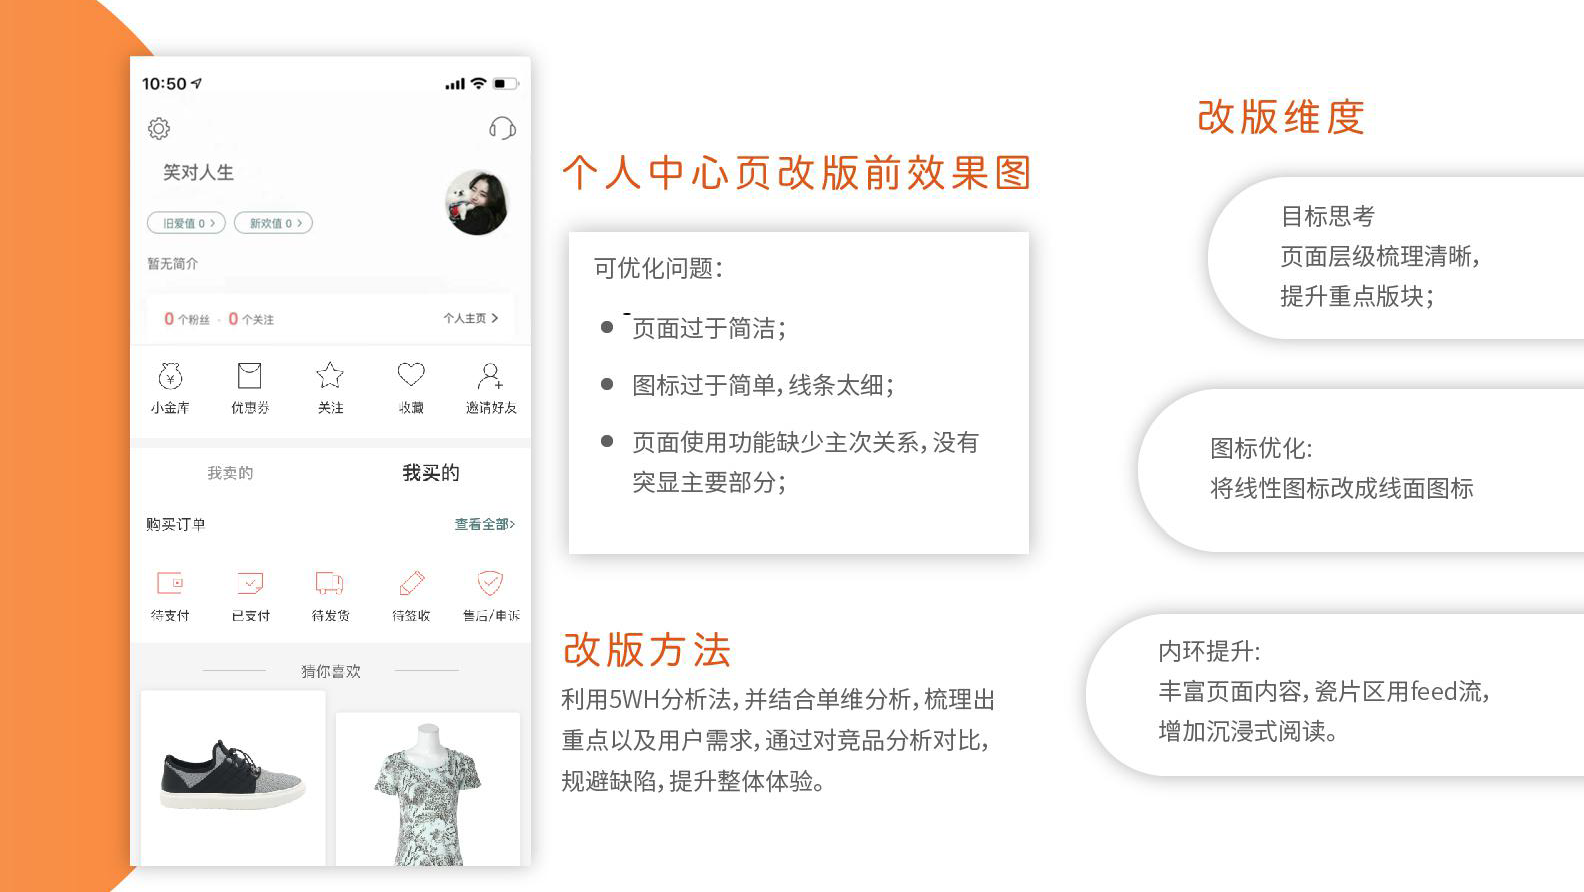 10:50
笑对人生
旧爱值 0 >
新欢值 0 >
暂无简介
0 个粉丝 · 0 个关注
个人主页 >
小金库
优惠券
关注
收藏
邀请好友
我卖的
我买的
购买订单
查看全部>
待支付
已支付
待发货
待签收
售后/申诉
猜你喜欢
个人中心页改版前效果图
可优化问题：
页面过于简洁；
图标过于简单，线条太细；
页面使用功能缺少主次关系，没有
突显主要部分；
改版方法
利用5WH分析法，并结合单维分析，梳理出
重点以及用户需求，通过对竞品分析对比，
规避缺陷，提升整体体验。
改版维度
目标思考
页面层级梳理清晰，
提升重点版块；
图标优化：
将线性图标改成线面图标
内环提升：
丰富页面内容，瓷片区用feed流，
增加沉浸式阅读。